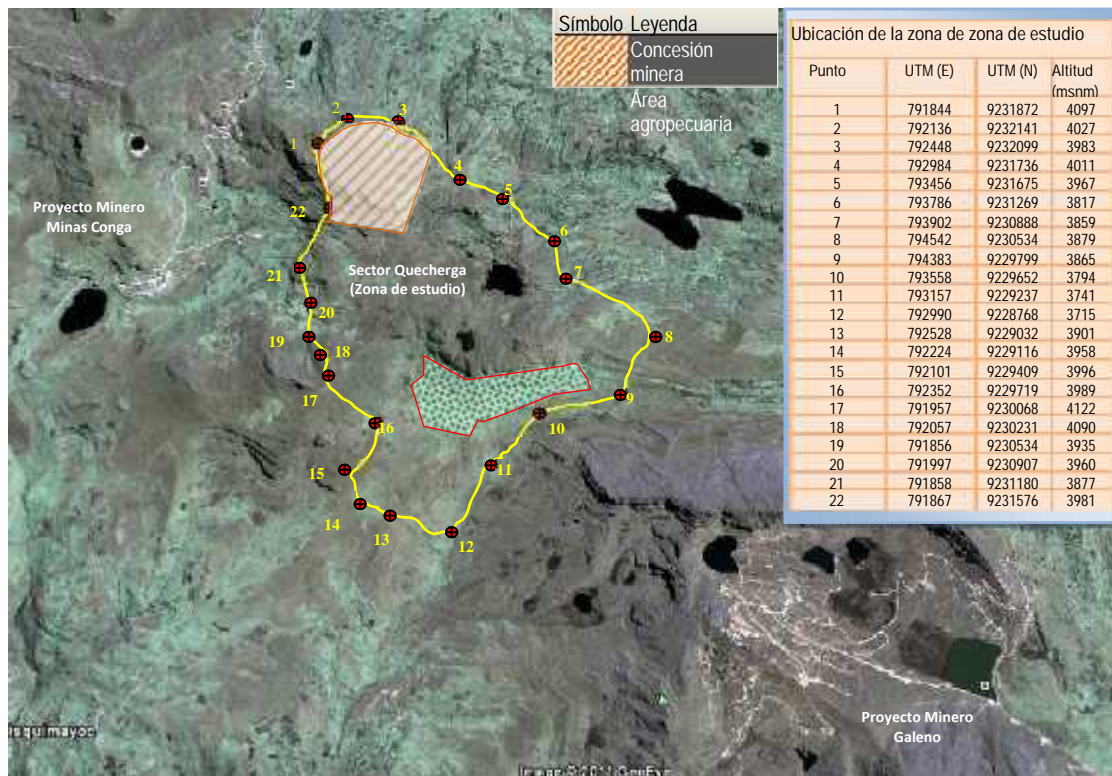 Símbolo Leyenda
Concesión
minera
Área
agropecuaria
Ubicación de la zona de zona de estudio
Punto UTM (E) UTM (N) Altitud
(msnm)
1 791844 9231872 4097
2 792136 9232141 4027
3 792448 9232099 3983
4 792984 9231736 4011
5 793456 9231675 3967
6 793786 9231269 3817
7 793902 9230888 3859
8 794542 9230534 3879
9 794383 9229799 3865
10 793558 9229652 3794
11 793157 9229237 3741
12 792990 9228768 3715
13 792528 9229032 3901
14 792224 9229116 3958
15 792101 9229409 3996
16 792352 9229719 3989
17 791957 9230068 4122
18 792057 9230231 4090
19 791856 9230534 3935
20 791997 9230907 3960
21 791858 9231180 3877
22 791867 9231576 3981
2
3
1
4
5
22
Proyecto Minero
Minas Conga
6
21
Sector Quecherga
(Zona de estudio)
7
20
19
8
18
17
9
16
10
15
11
14
13
12
Proyecto Minero
Galeno